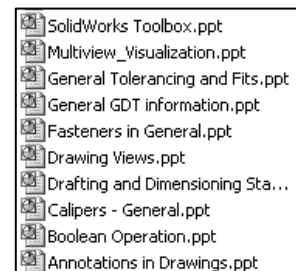 SolidWorks Toolbox.ppt
Multiview_Visualization.ppt
General Tolerancing and Fits.ppt
General GDT information.ppt
Fasteners in General.ppt
Drawing Views.ppt
Drafting and Dimensioning Sta...
Calipers - General.ppt
Boolean Operation.ppt
Annotations in Drawings.ppt